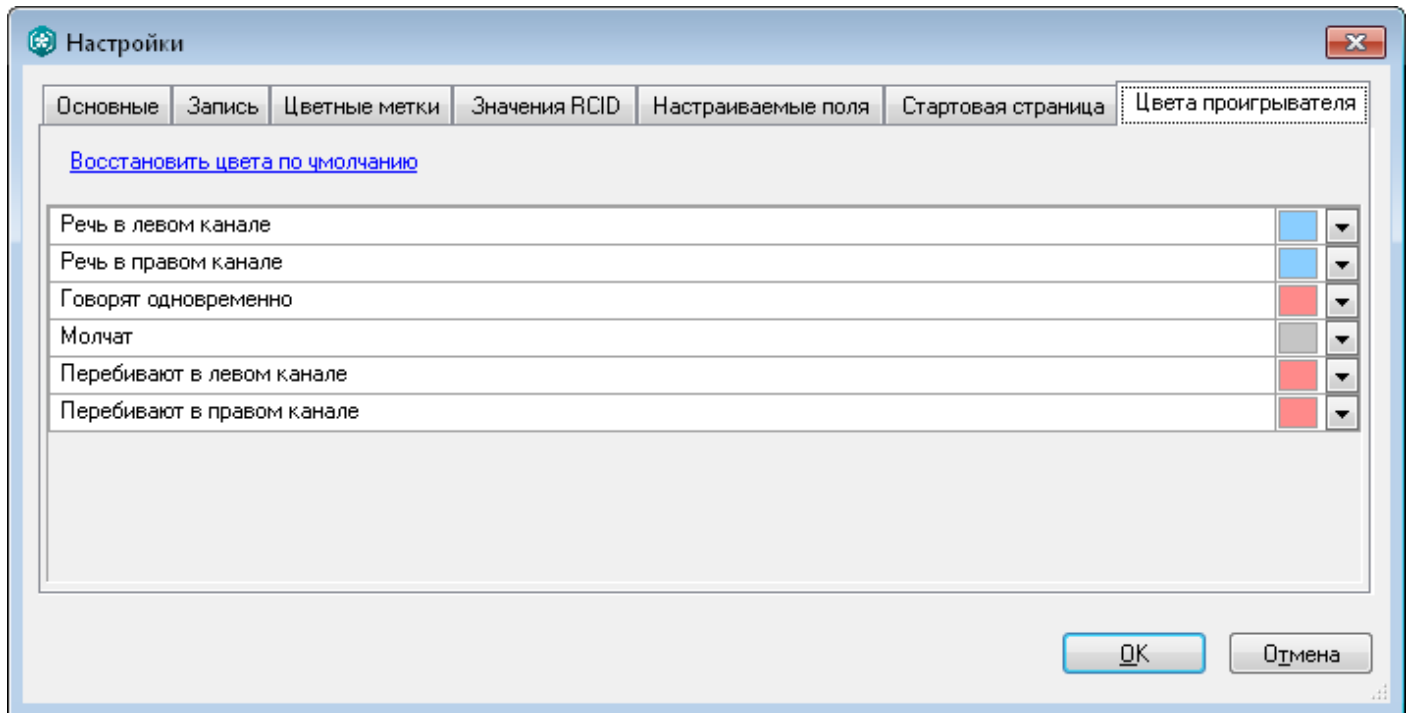 Настройки
Основные Запись Цветные метки Значения RCID Настраиваемые поля Стартовая страница Цвета проигрывателя
Восстановить цвета по умолчанию
Речь в левом канале
Речь в правом канале
Говорят одновременно
Молчат
Перебивают в левом канале
Перебивают в правом канале
OK Отмена